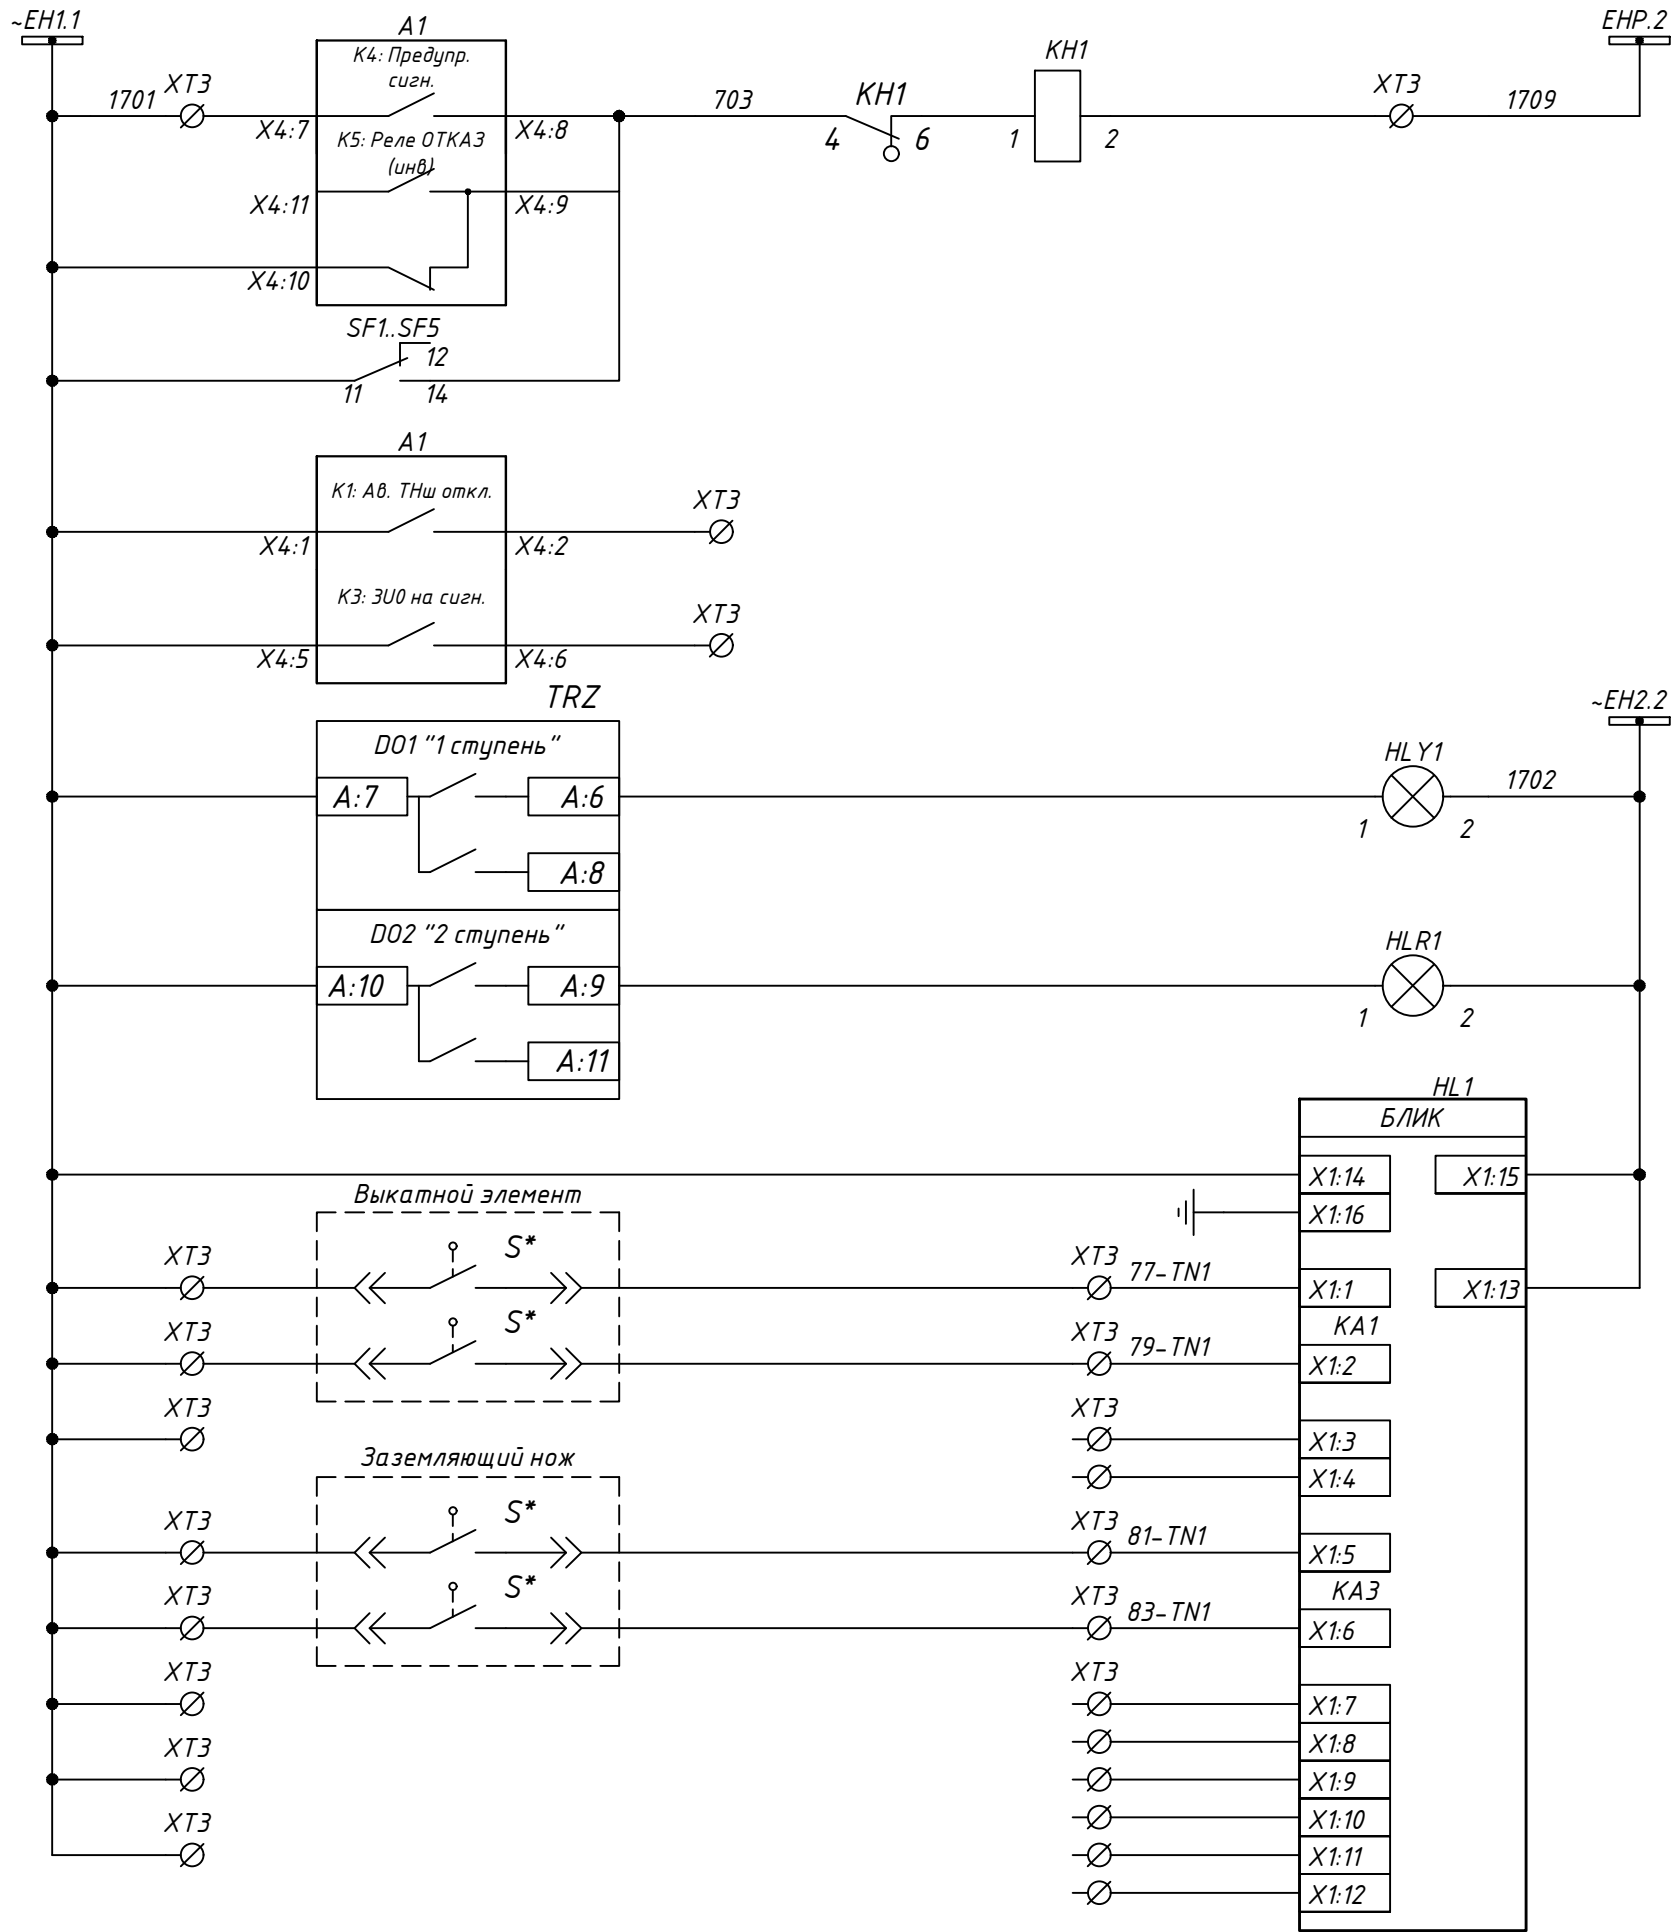 ~EH1.1
EHP.2
A1
K4: Предупр.
сигн.
KH1
1701
XT3
703
KH1
XT3
1709
X4:7
X4:8
4
6
1
2
K5: Реле ОТКАЗ
(инв)
X4:11
X4:9
X4:10
SF1..SF5
12
11
14
A1
K1: Ав. ТНш откл.
XT3
X4:1
X4:2
K3: 3U0 на сигн.
XT3
X4:5
X4:6
TRZ
~EH2.2
DO1 "1 ступень"
HLY1
A:7
A:6
1702
1
2
A:8
DO2 "2 ступень"
HLR1
A:10
A:9
1
2
A:11
HL1
БЛИК
X1:14
X1:15
Выкатной элемент
X1:16
XT3
S*
XT3
77-TN1
X1:1
X1:13
XT3
S*
XT3
79-TN1
KA1
X1:2
XT3
XT3
X1:3
Заземляющий нож
X1:4
XT3
S*
XT3
81-TN1
X1:5
XT3
S*
XT3
83-TN1
KA3
X1:6
XT3
XT3
X1:7
X1:8
XT3
X1:9
X1:10
XT3
X1:11
X1:12